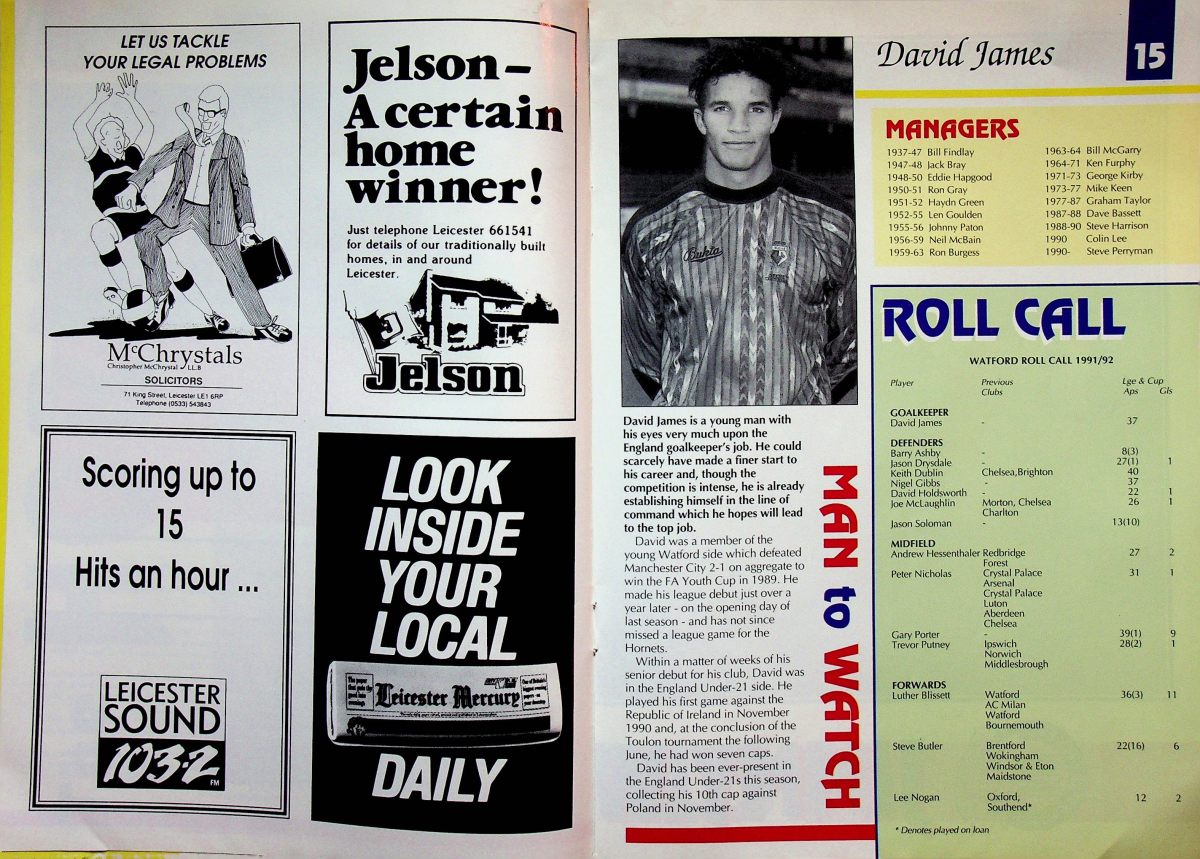 LET US TACKLE
YOUR LEGAL PROBLEMS
McChrystals
Christopher McChrystal LL.B
SOLICITORS
71 King Street, Leicester LE1 6RP
Telephone (0533) 543843
Jelson –
A certain
home
winner!
Just telephone Leicester 661541
for details of our traditionally built
homes, in and around
Leicester.
Jelson
Scoring up to
15
Hits an hour ...
LEICESTER
SOUND
103·2
FM
LOOK
INSIDE
YOUR
LOCAL
Leicester Mercury
DAILY
David James
15
Bukta
David James is a young man with
his eyes very much upon the
England goalkeeper's job. He could
scarcely have made a finer start to
his career and, though the
competition is intense, he is already
establishing himself in the line of
command which he hopes will lead
to the top job.
David was a member of the
young Watford side which defeated
Manchester City 2-1 on aggregate to
win the FA Youth Cup in 1989. He
made his league debut just over a
year later - on the opening day of
last season - and has not since
missed a league game for the
Hornets.
Within a matter of weeks of his
senior debut for his club, David was
in the England Under-21 side. He
played his first game against the
Republic of Ireland in November
1990 and, at the conclusion of the
Toulon tournament the following
June, he had won seven caps.
David has been ever-present in
the England Under-21s this season,
collecting his 10th cap against
Poland in November.
MAN to WATCH
MANAGERS
1937-47 Bill Findlay
1947-48 Jack Bray
1948-50 Eddie Hapgood
1950-51 Ron Gray
1951-52 Haydn Green
1952-55 Len Goulden
1955-56 Johnny Paton
1956-59 Neil McBain
1959-63 Ron Burgess
1963-64 Bill McGarry
1964-71 Ken Furphy
1971-73 George Kirby
1973-77 Mike Keen
1977-87 Graham Taylor
1987-88 Dave Bassett
1988-90 Steve Harrison
1990 Colin Lee
1990- Steve Perryman
ROLL CALL
WATFORD ROLL CALL 1991/92
Player Previous Lge & Cup
Clubs Aps Gls
GOALKEEPER
David James - 37
DEFENDERS
Barry Ashby - 8(3)
Jason Drysdale - 27(1) 1
Keith Dublin Chelsea,Brighton 40
Nigel Gibbs - 37
David Holdsworth - 22 1
Joe McLaughlin Morton, Chelsea 26 1
Charlton
Jason Soloman - 13(10)
MIDFIELD
Andrew Hessenthaler Redbridge 27 2
Forest
Peter Nicholas Crystal Palace 31 1
Arsenal
Crystal Palace
Luton
Aberdeen
Chelsea
Gary Porter - 39(1) 9
Trevor Putney Ipswich 28(2) 1
Norwich
Middlesbrough
FORWARDS
Luther Blissett Watford 36(3) 11
AC Milan
Watford
Bournemouth
Steve Butler Brentford 22(16) 6
Wokingham
Windsor & Eton
Maidstone
Lee Nogan Oxford, 12 2
Southend*
* Denotes played on loan